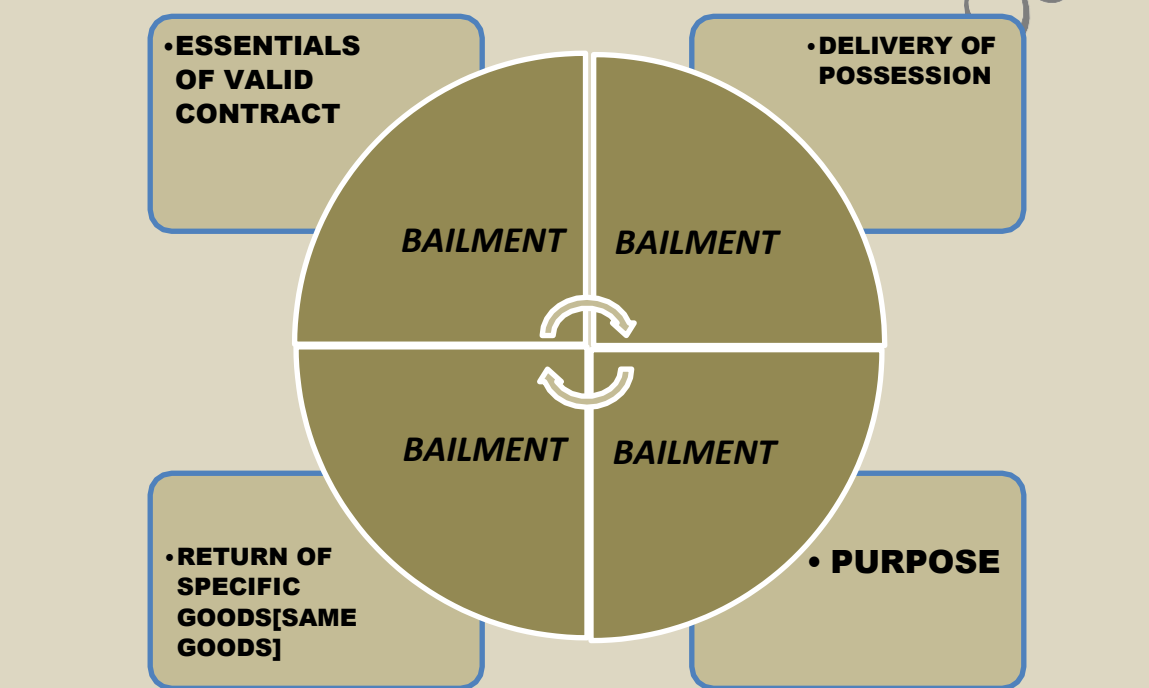 •ESSENTIALS
OF VALID
CONTRACT
•DELIVERY OF
POSSESSION
BAILMENT
BAILMENT
BAILMENT
BAILMENT
•RETURN OF
SPECIFIC
GOODS[SAME
GOODS]
• PURPOSE